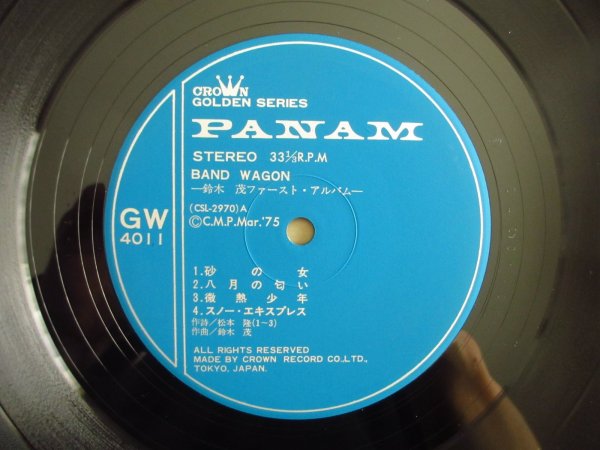 CROWN
GOLDEN SERIES
PANAM
STEREO 33⅓R.P.M
BAND WAGON
—鈴木 茂ファースト・アルバム—
(CSL-2970)A
©C.M.P.Mar.'75
GW
4011
1.砂の女
2.八月の匂い
3.微熱少年
4.スノー・エキスプレス
作詩/松本 隆(1~3)
作曲/鈴木 茂
ALL RIGHTS RESERVED
MADE BY CROWN RECORD CO.,LTD.,
TOKYO, JAPAN.